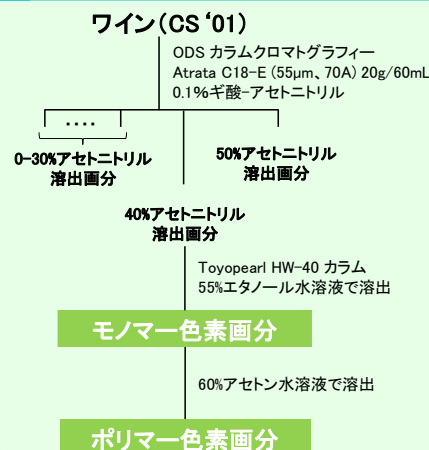 ワイン（CS ‘01）
ODS カラムクロマトグラフィー
Atrata C18-E (55μm、70A) 20g/60mL
0.1%ギ酸-アセトニトリル
....
0-30%アセトニトリル
溶出画分
50%アセトニトリル
溶出画分
40%アセトニトリル
溶出画分
Toyopearl HW-40 カラム
55%エタノール水溶液で溶出
モノマー色素画分
60%アセトン水溶液で溶出
ポリマー色素画分